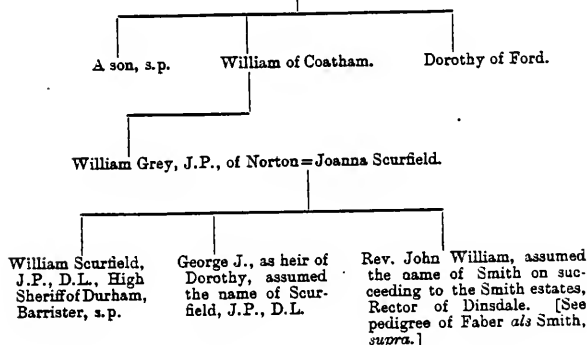 A son, s.p.
William of Coatham.
Dorothy of Ford.
William Grey, J.P., of Norton=Joanna Scurfield.
William Scurfield,
J.P., D.L., High
Sheriff of Durham,
Barrister, s.p.
George J., as heir of
Dorothy, assumed
the name of Scur-
field, J.P., D.L.
Rev. John William, assumed
the name of Smith on suc-
ceeding to the Smith estates,
Rector of Dinsdale. [See
pedigree of Faber als Smith,
supra.]